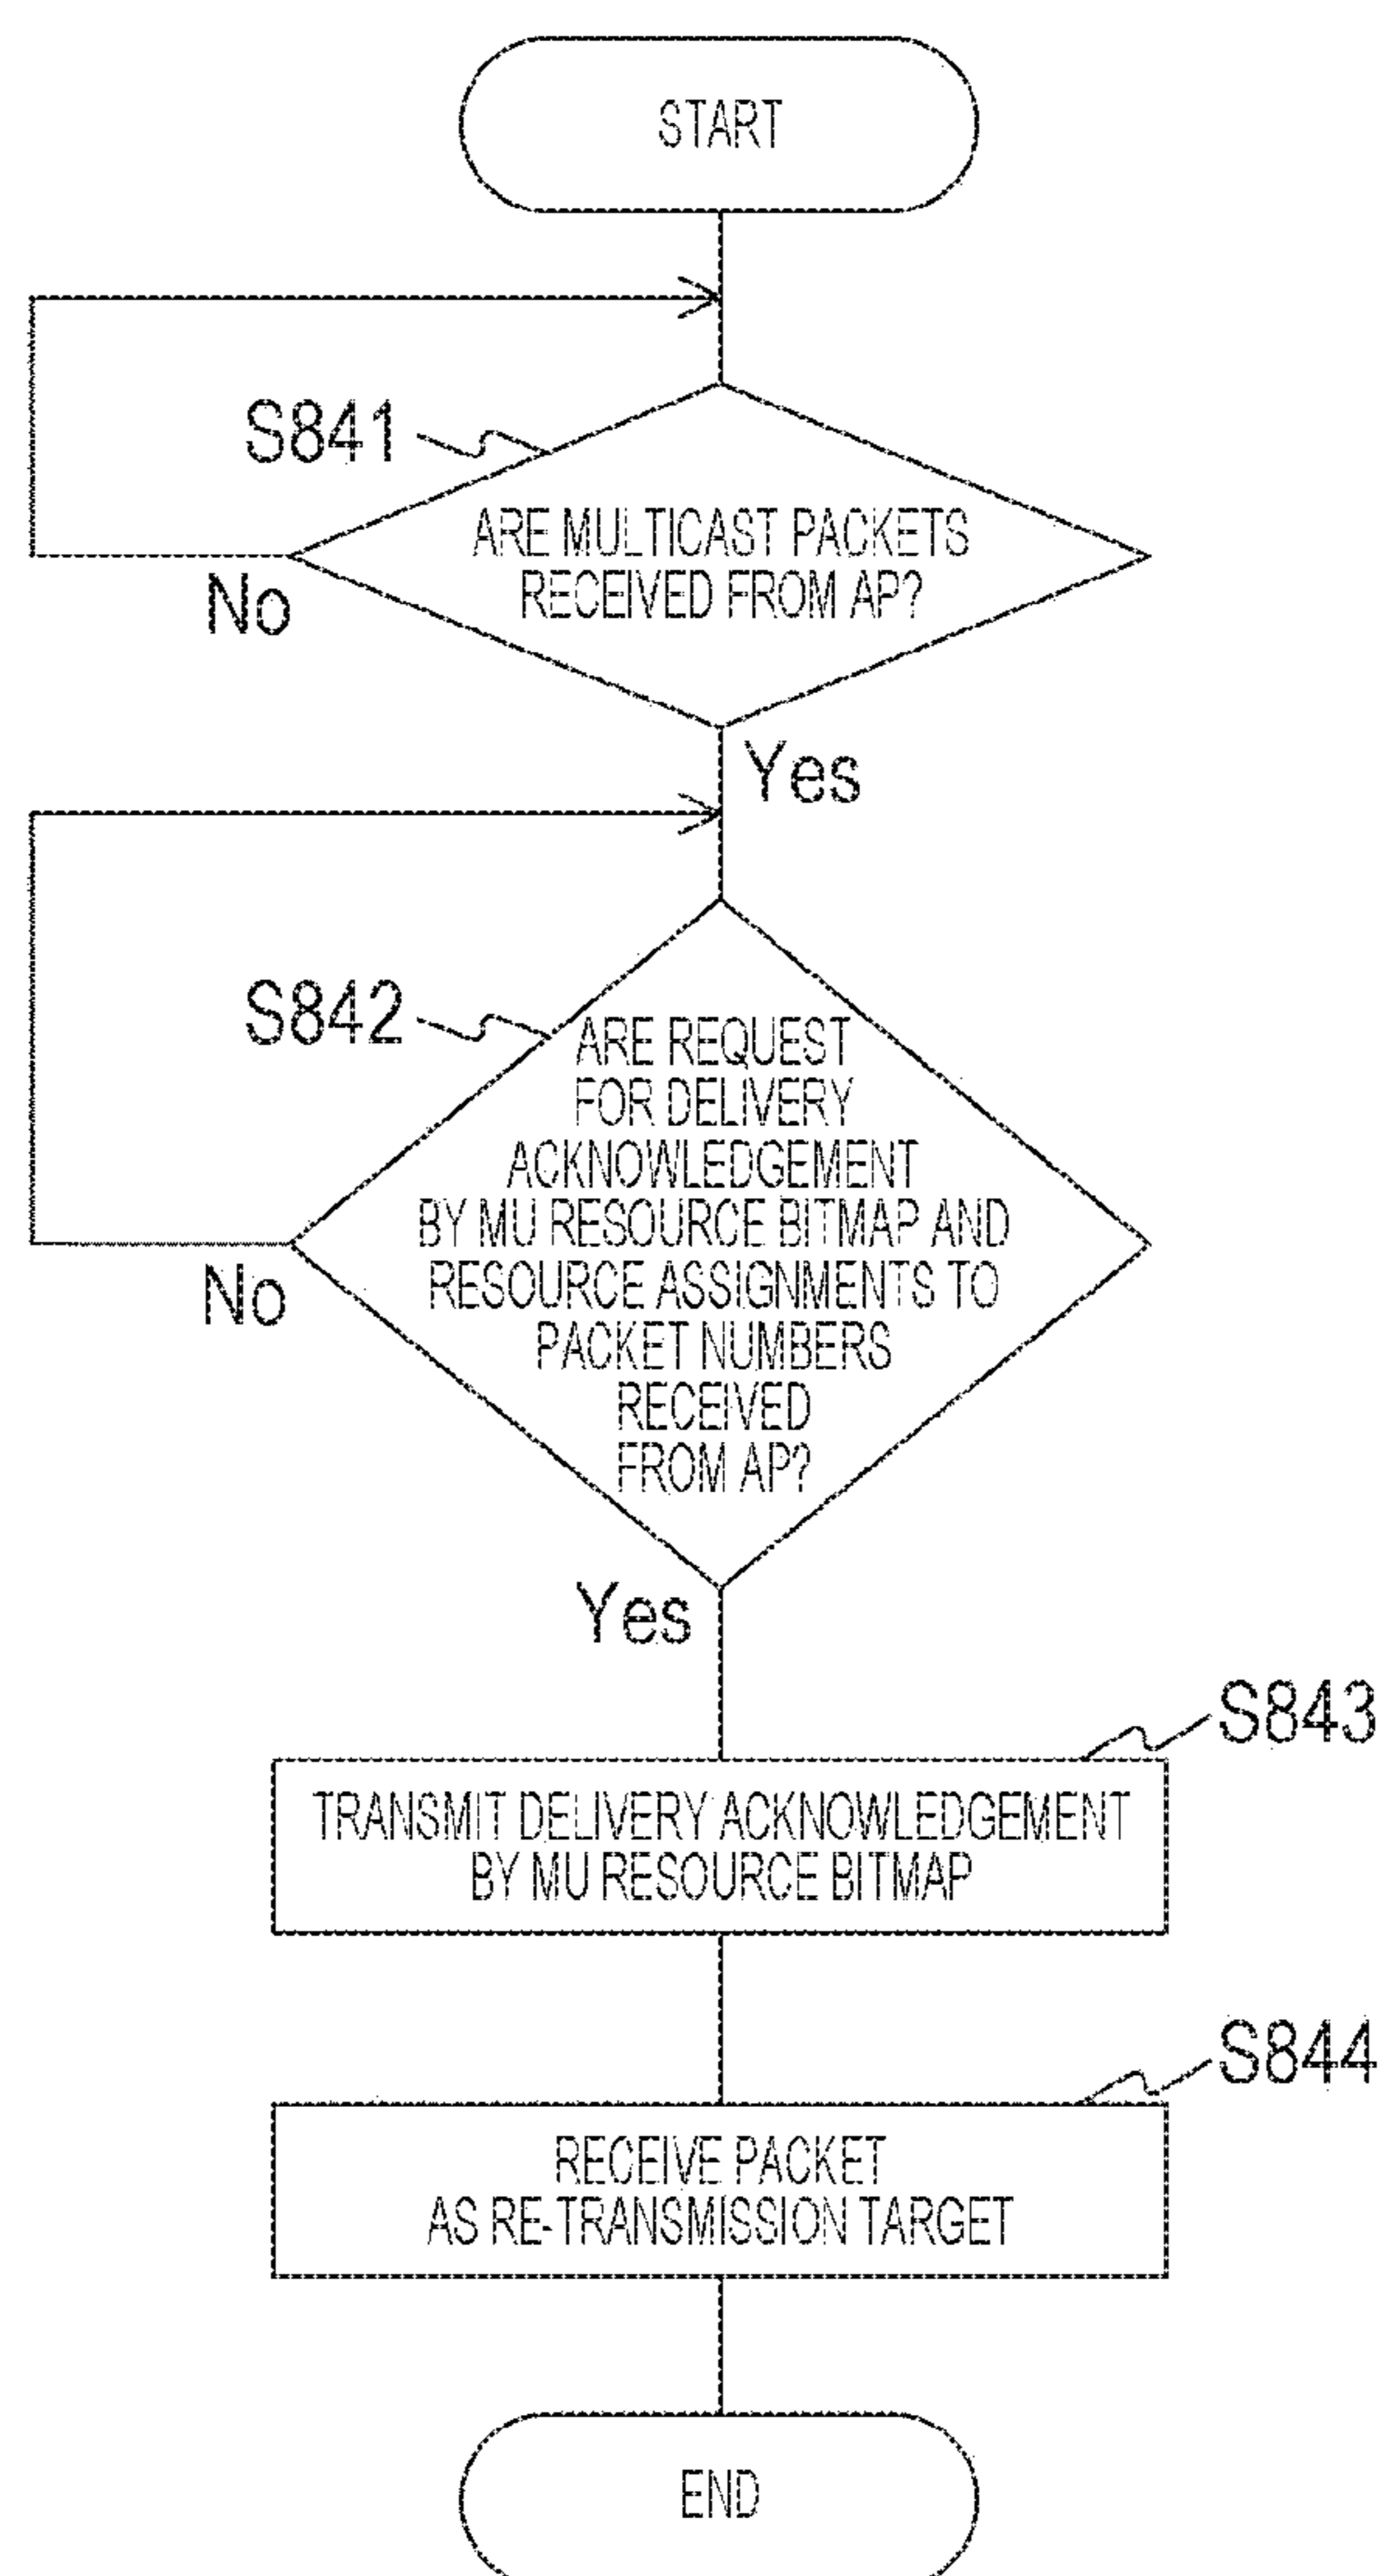 START
S841
ARE MULTICAST PACKETS
RECEIVED FROM AP?
No
Yes
S842
ARE REQUEST
FOR DELIVERY
ACKNOWLEDGEMENT
BY MU RESOURCE BITMAP AND
RESOURCE ASSIGNMENTS TO
PACKET NUMBERS
RECEIVED
FROM AP?
No
Yes
S843
TRANSMIT DELIVERY ACKNOWLEDGEMENT
BY MU RESOURCE BITMAP
S844
RECEIVE PACKET
AS RE-TRANSMISSION TARGET
END